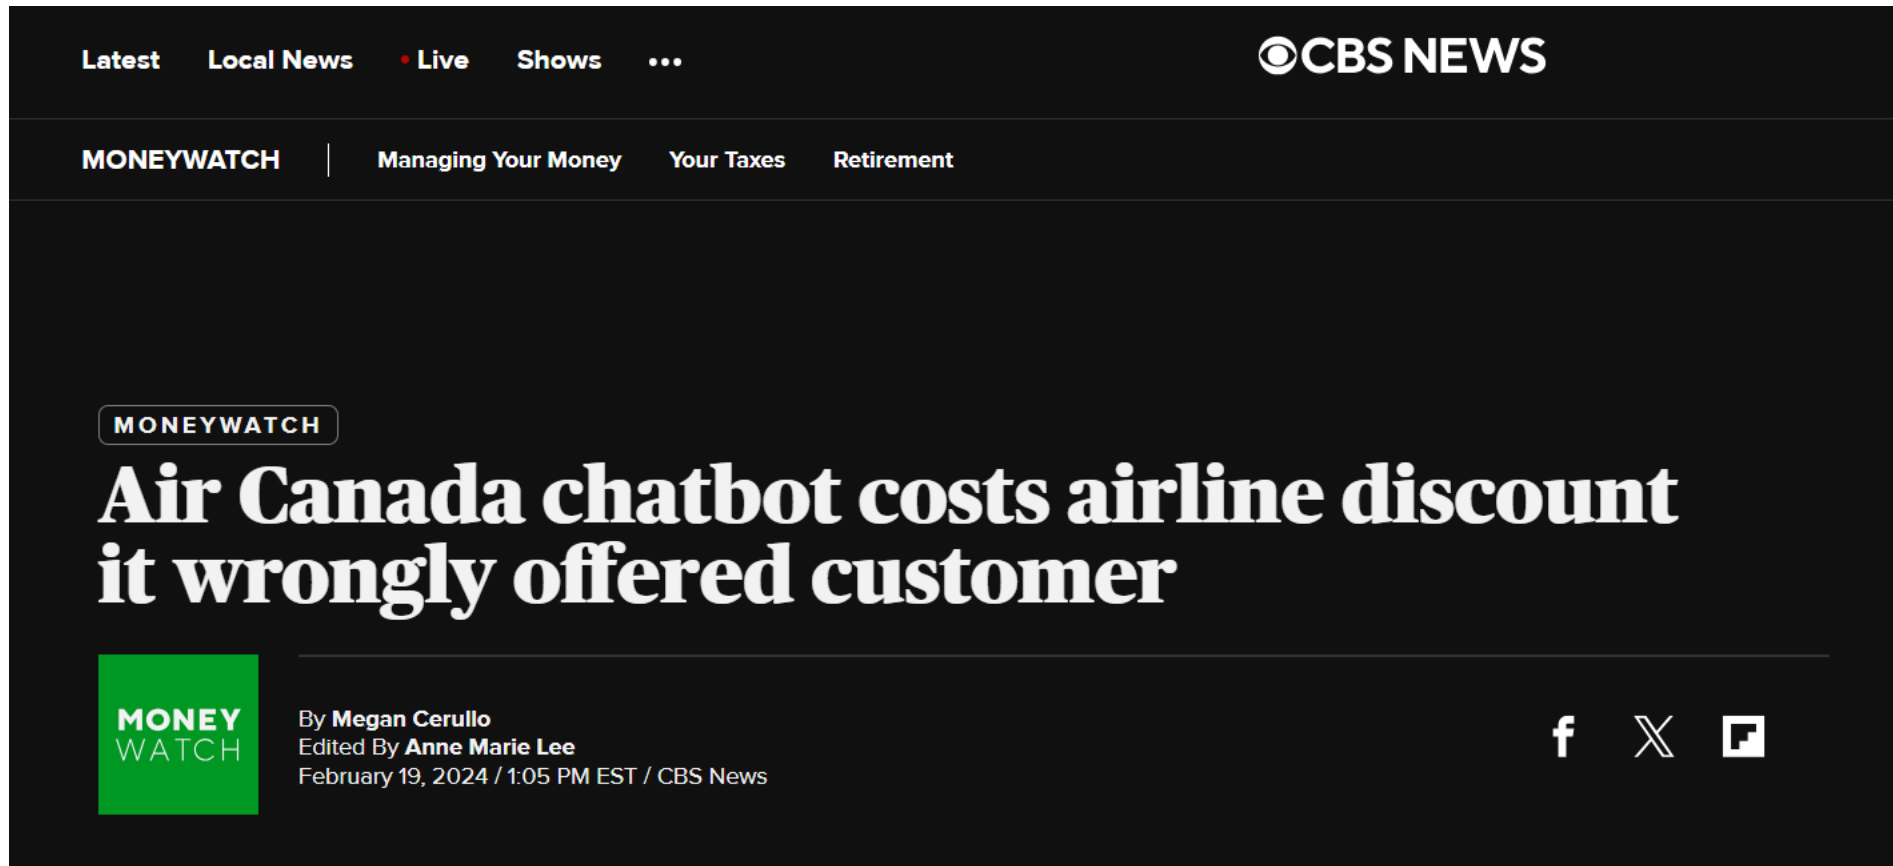 Latest Local News • Live Shows •••
CBS NEWS
MONEYWATCH Managing Your Money Your Taxes Retirement
MONEYWATCH
Air Canada chatbot costs airline discount
it wrongly offered customer
MONEY
WATCH
By Megan Cerullo
Edited By Anne Marie Lee
February 19, 2024 / 1:05 PM EST / CBS News